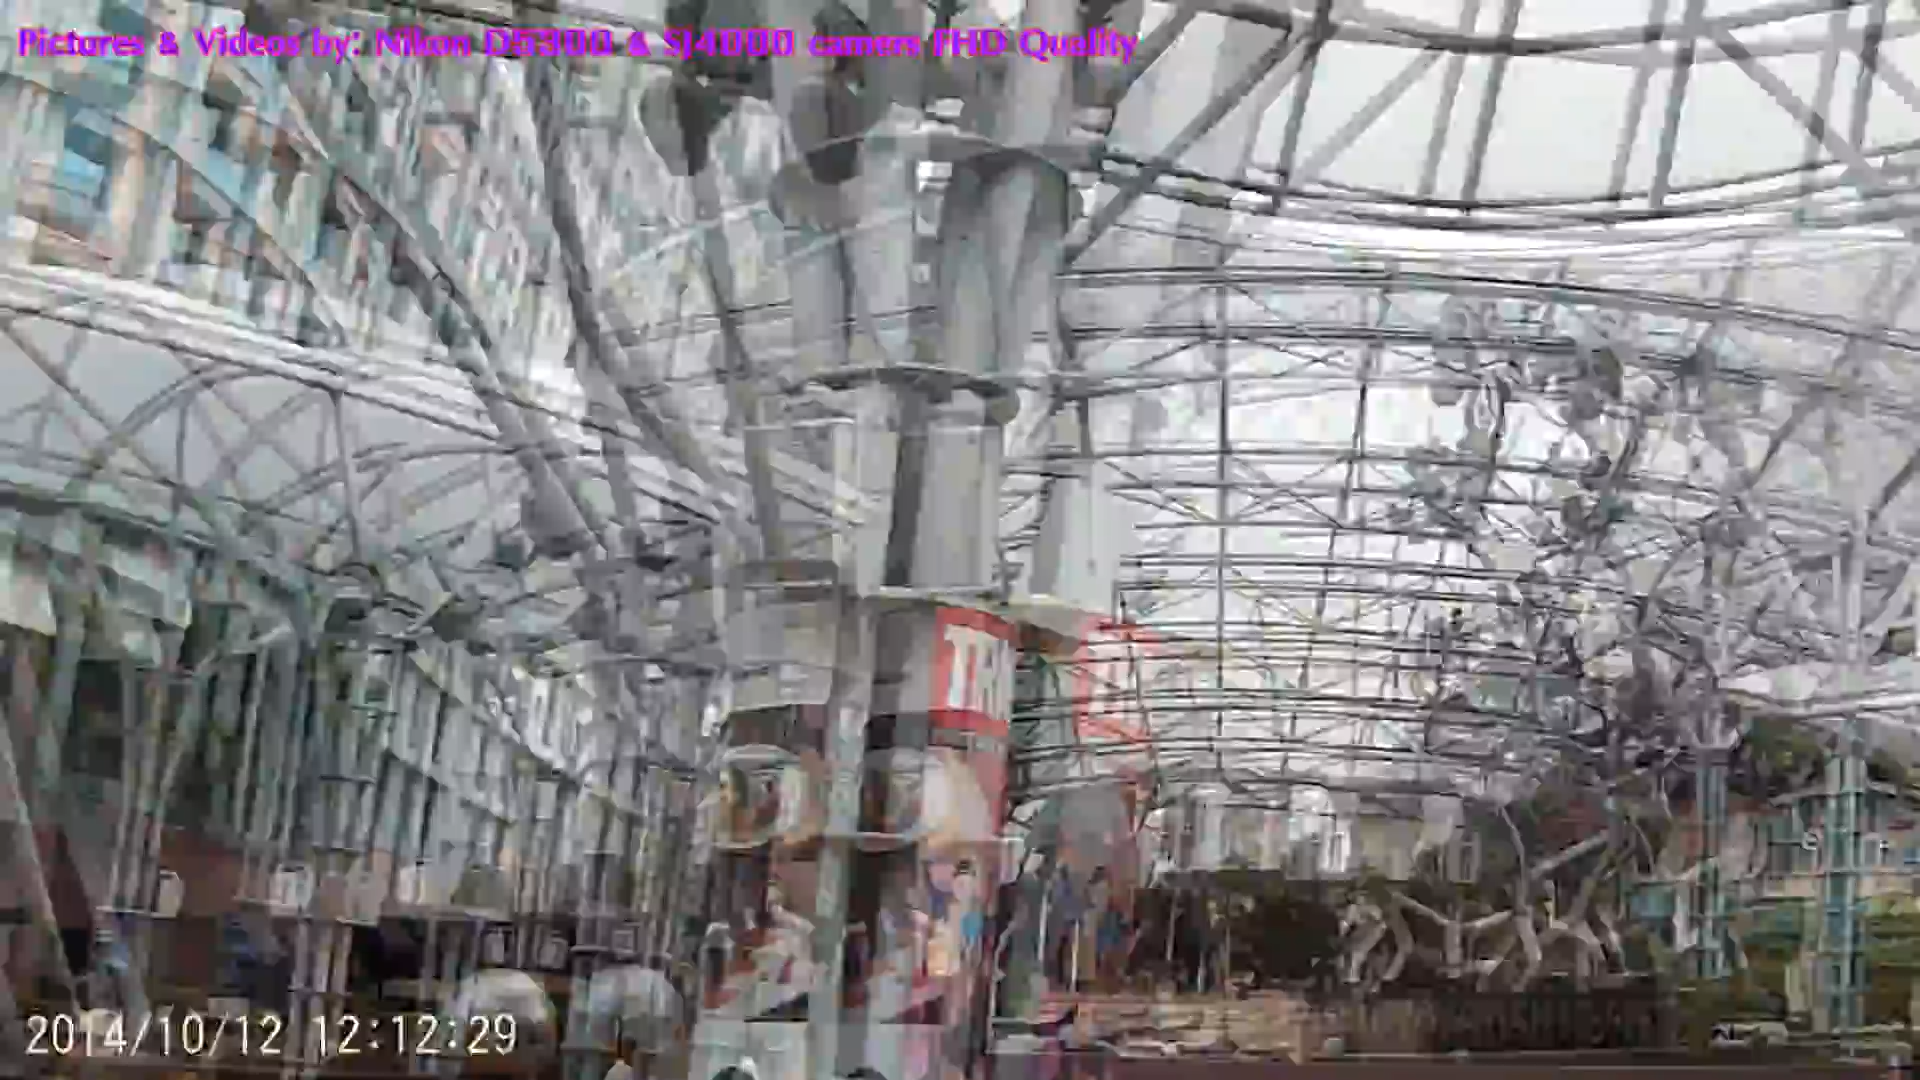 Pictures & Videos by: Nikon D5300 & SJ4000 camera FHD Quality
2014/10/12 12:12:29